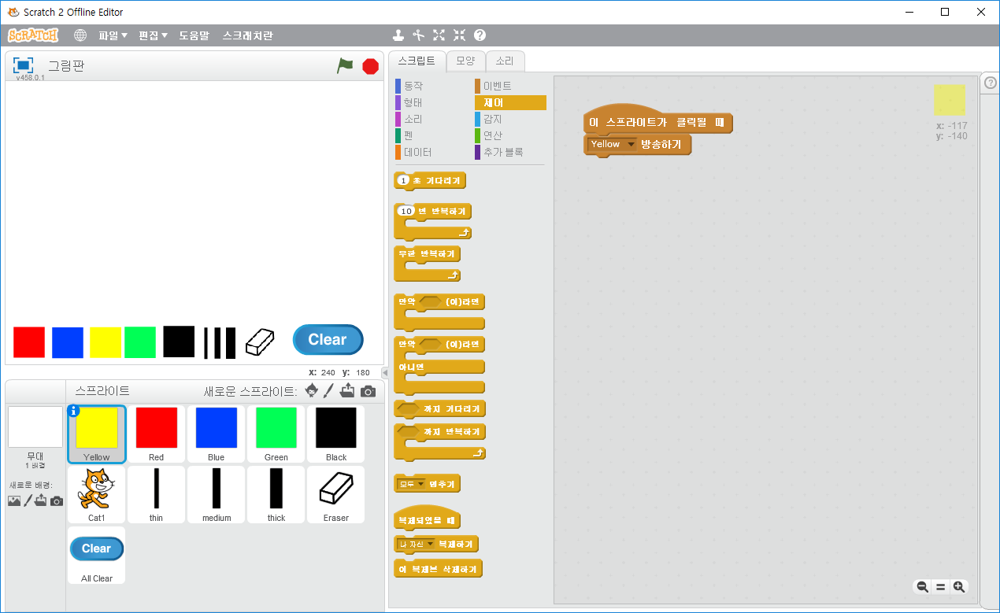 Scratch 2 Offline Editor
SCRATCH 파일 편집 도움말 스크래치란
v458.0.1 그림판
스크립트 모양 소리
동작 이벤트
형태 제어
소리 감지
펜 연산
데이터 추가 블록
1 초 기다리기
10 번 반복하기
무한 반복하기
만약 (이)라면
만약 (이)라면
아니면
까지 기다리기
까지 반복하기
모두 멈추기
복제되었을 때
나 자신 복제하기
이 복제본 삭제하기
이 스프라이트가 클릭될 때
Yellow 방송하기
x: -117
y: -140
Clear
x: 240 y: 180
스프라이트 새로운 스프라이트:
무대
1 배경
새로운 배경:
Yellow Red Blue Green Black
Cat1 thin medium thick Eraser
Clear
All Clear